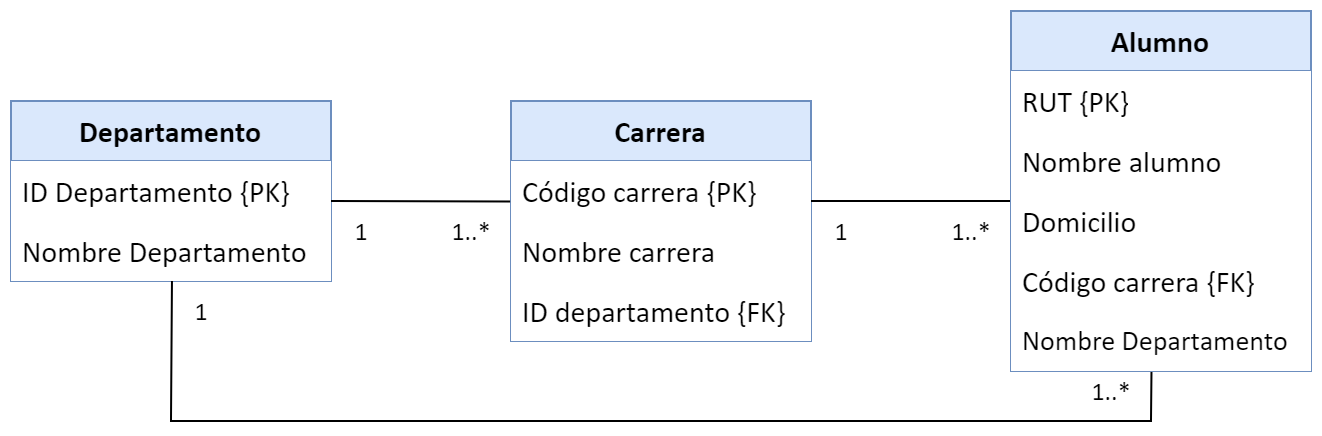 Departamento
ID Departamento {PK}
Nombre Departamento
1
1..*
1
Carrera
Código carrera {PK}
Nombre carrera
ID departamento {FK}
1
1..*
Alumno
RUT {PK}
Nombre alumno
Domicilio
Código carrera {FK}
Nombre Departamento
1..*